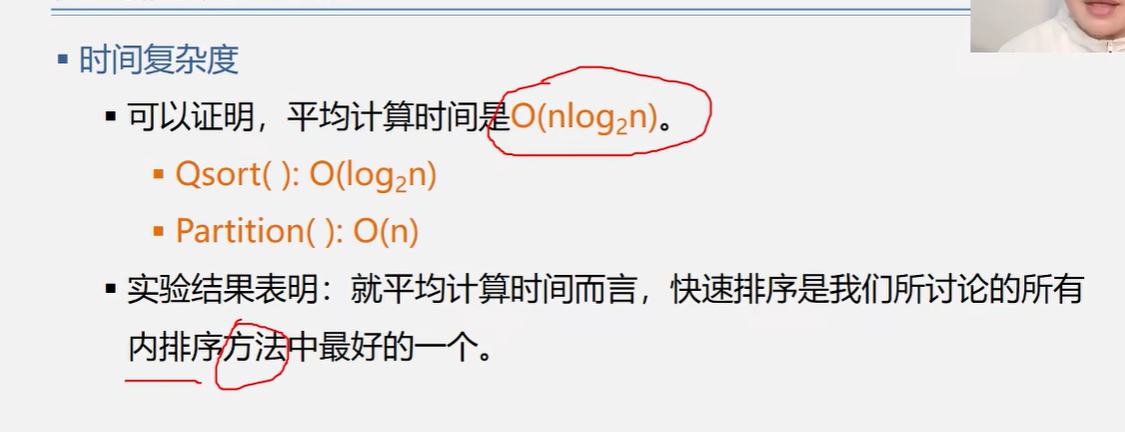 ▪ 时间复杂度
▪ 可以证明，平均计算时间是O(nlog₂n)。
▪ Qsort( ): O(log₂n)
▪ Partition( ): O(n)
▪ 实验结果表明：就平均计算时间而言，快速排序是我们所讨论的所有
内排序方法中最好的一个。